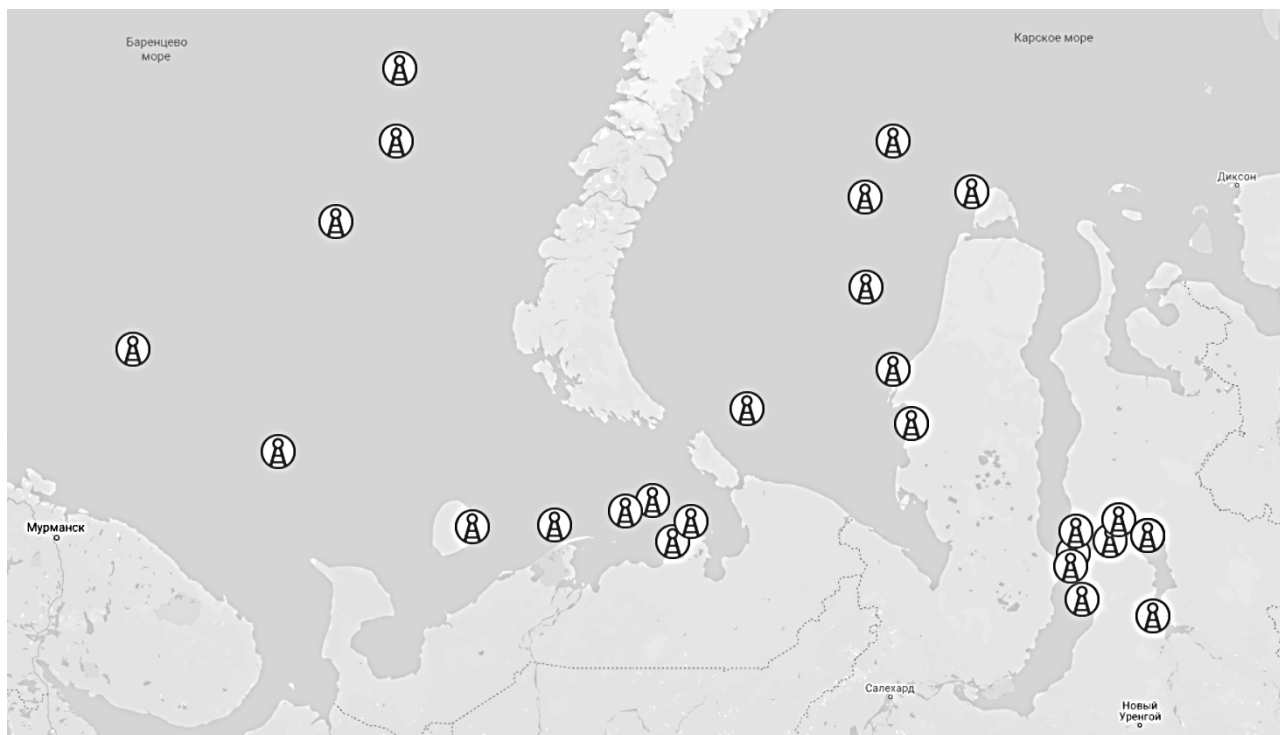 Баренцево
море
Карское море
Диксон
Мурманск
Салехард
Новый
Уренгой